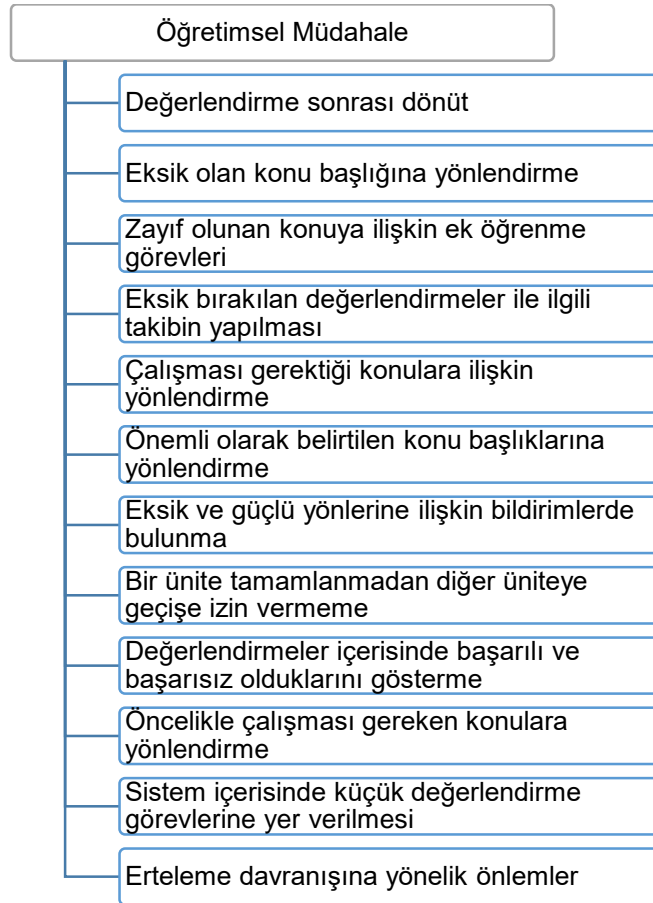 Öğretimsel Müdahale
Değerlendirme sonrası dönüt
Eksik olan konu başlığına yönlendirme
Zayıf olunan konuya ilişkin ek öğrenme
görevleri
Eksik bırakılan değerlendirmeler ile ilgili
takibin yapılması
Çalışması gerektiği konulara ilişkin
yönlendirme
Önemli olarak belirtilen konu başlıklarına
yönlendirme
Eksik ve güçlü yönlerine ilişkin bildirimlerde
bulunma
Bir ünite tamamlanmadan diğer üniteye
geçişe izin vermeme
Değerlendirmeler içerisinde başarılı ve
başarısız olduklarını gösterme
Öncelikle çalışması gereken konulara
yönlendirme
Sistem içerisinde küçük değerlendirme
görevlerine yer verilmesi
Erteleme davranışına yönelik önlemler